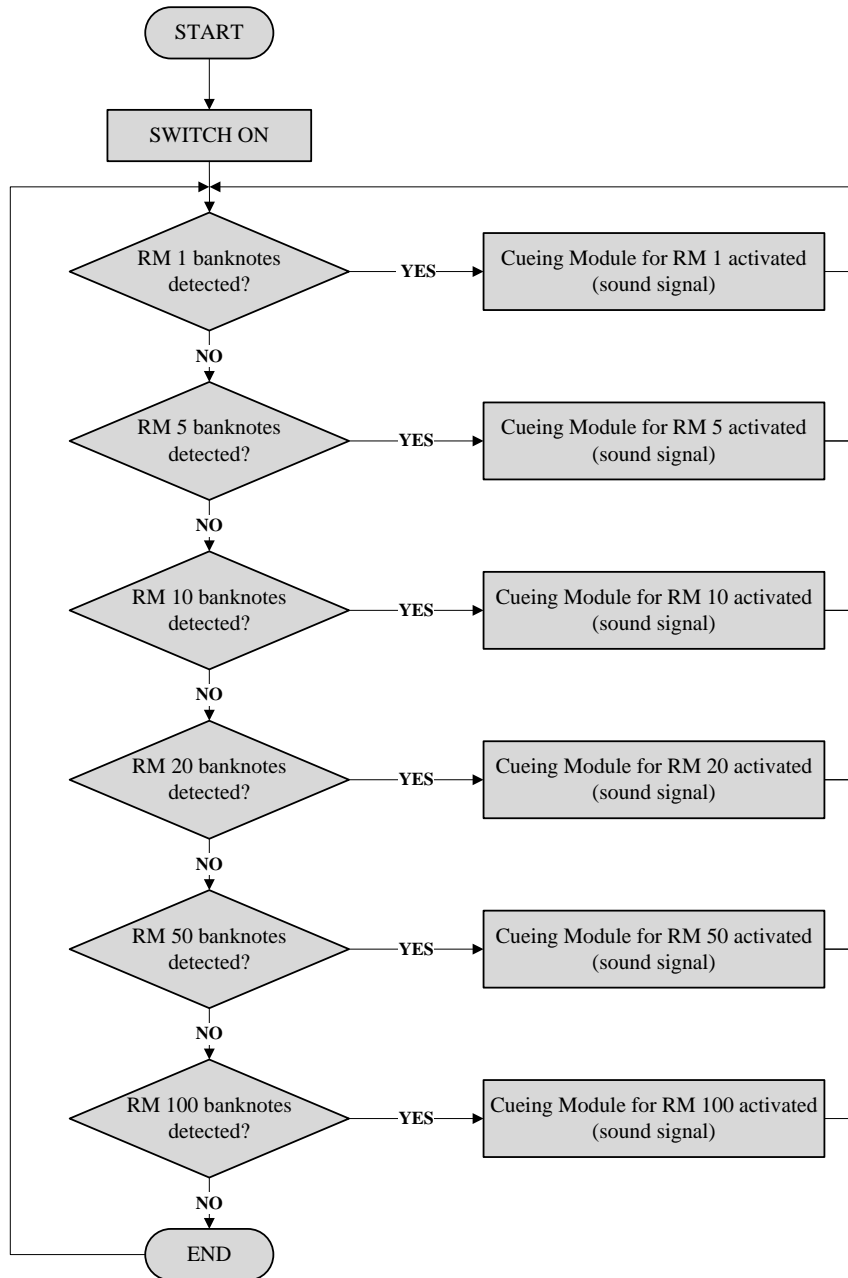 START
SWITCH ON
RM 1 banknotes
detected?
YES
Cueing Module for RM 1 activated
(sound signal)
NO
RM 5 banknotes
detected?
YES
Cueing Module for RM 5 activated
(sound signal)
NO
RM 10 banknotes
detected?
YES
Cueing Module for RM 10 activated
(sound signal)
NO
RM 20 banknotes
detected?
YES
Cueing Module for RM 20 activated
(sound signal)
NO
RM 50 banknotes
detected?
YES
Cueing Module for RM 50 activated
(sound signal)
NO
RM 100 banknotes
detected?
YES
Cueing Module for RM 100 activated
(sound signal)
NO
END